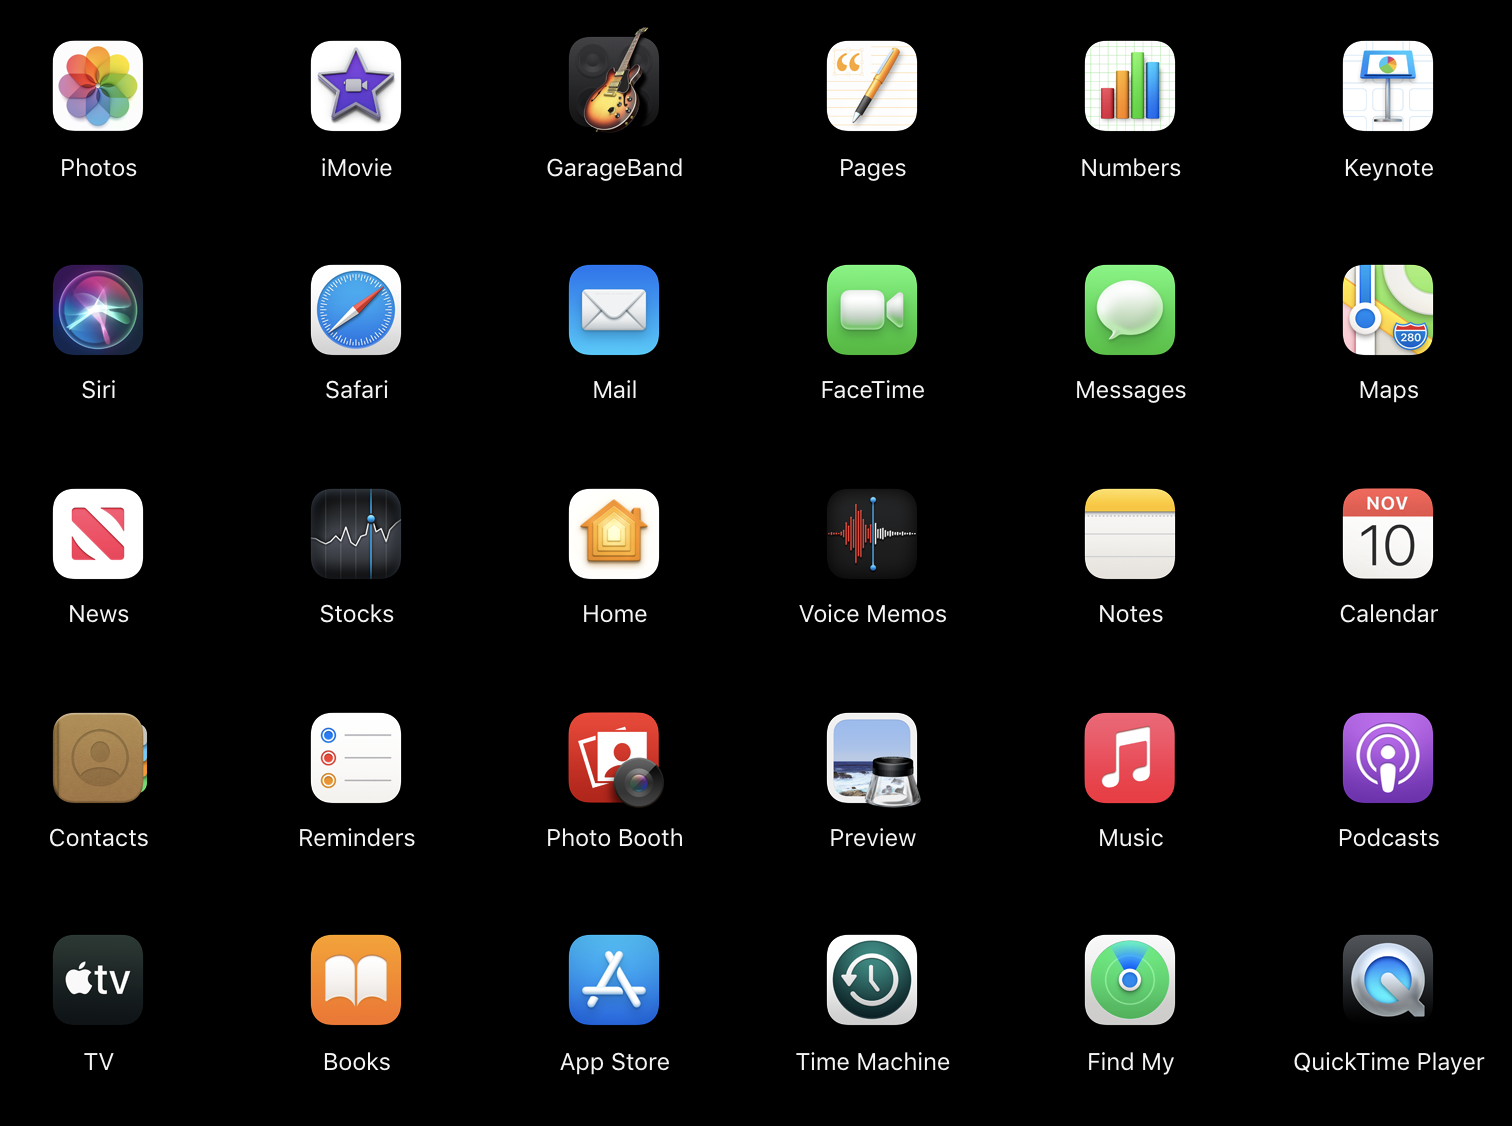 Photos
iMovie
GarageBand
Pages
Numbers
Keynote
280
Siri
Safari
Mail
FaceTime
Messages
Maps
NOV
10
News
Stocks
Home
Voice Memos
Notes
Calendar
Contacts
Reminders
Photo Booth
Preview
Music
Podcasts
tv
TV
Books
App Store
Time Machine
Find My
QuickTime Player